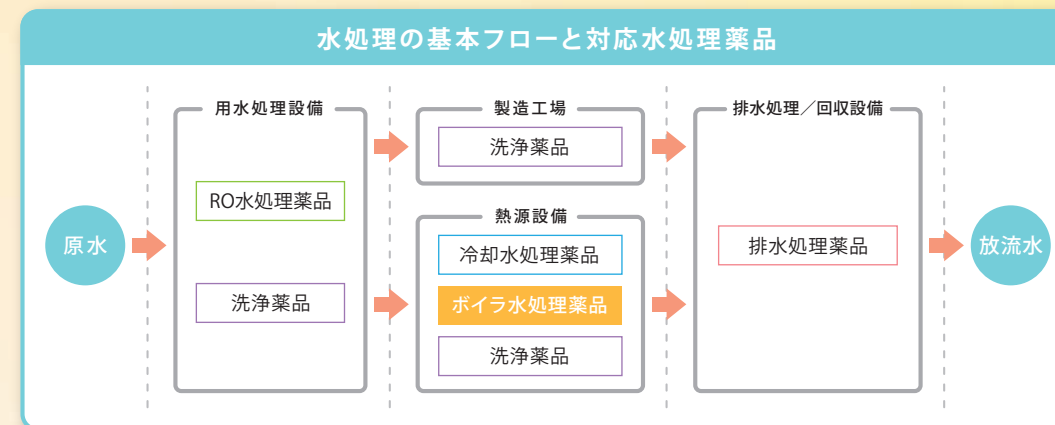 水処理の基本フローと対応水処理薬品
原水
用水処理設備
RO水処理薬品
洗浄薬品
製造工場
洗浄薬品
熱源設備
冷却水処理薬品
ボイラ水処理薬品
洗浄薬品
排水処理／回収設備
排水処理薬品
放流水